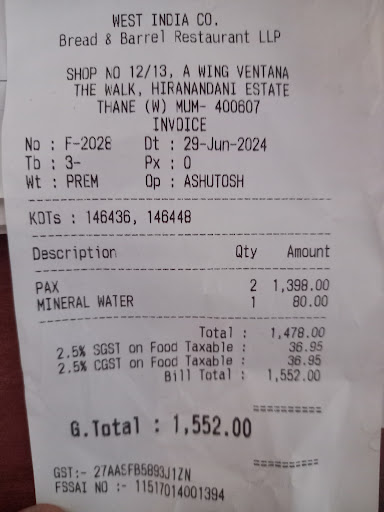 WEST INDIA CO.
Bread & Barrel Restaurant LLP
SHOP NO 12/13, A WING VENTANA
THE WALK, HIRANANDANI ESTATE
THANE (W) MUM- 400607
INVOICE
No : F-2028 Dt : 29-Jun-2024
Tb : 3- Px : 0
Wt : PREM Op : ASHUTOSH
KOTs : 146436, 146448
Description Qty Amount
PAX 2 1,398.00
MINERAL WATER 1 80.00
Total : 1,478.00
2.5% SGST on Food Taxable : 36.95
2.5% CGST on Food Taxable : 36.95
Bill Total : 1,552.00
==========
G.Total : 1,552.00
==========
GST:- 27AASFB5893J1ZN
FSSAI NO :- 11517014001394